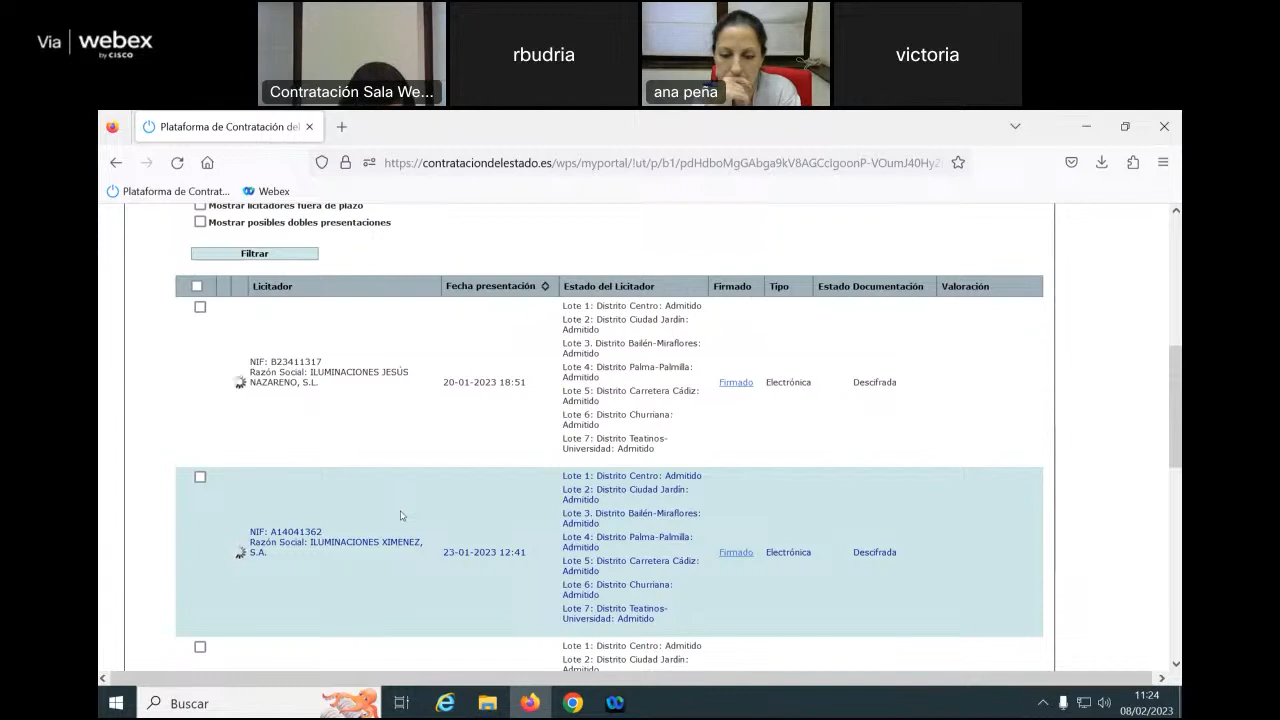 Via webex
by CISCO
Contratación Sala We...
rbudria
ana peña
victoria
Plataforma de Contratación del
https://contrataciondelestado.es/wps/myportal/!ut/p/b1/pdHdboMgGAbga9kV8AGCcIgoonP-VOumJ40Hy2
Plataforma de Contrat...
Webex
Mostrar licitadores fuera de plazo
Mostrar posibles dobles presentaciones
Filtrar
Licitador Fecha presentación Estado del Licitador Firmado Tipo Estado Documentación Valoración
Lote 1: Distrito Centro: Admitido
Lote 2: Distrito Ciudad Jardín:
Admitido
Lote 3. Distrito Bailén-Miraflores:
Admitido
Lote 4: Distrito Palma-Palmilla:
Admitido
Lote 5: Distrito Carretera Cádiz:
Admitido
Lote 6: Distrito Churriana:
Admitido
Lote 7: Distrito Teatinos-
Universidad: Admitido
NIF: B23411317
Razón Social: ILUMINACIONES JESÚS
NAZARENO, S.L.
20-01-2023 18:51
Firmado
Electrónica
Descifrada
Lote 1: Distrito Centro: Admitido
Lote 2: Distrito Ciudad Jardín:
Admitido
Lote 3. Distrito Bailén-Miraflores:
Admitido
Lote 4: Distrito Palma-Palmilla:
Admitido
Lote 5: Distrito Carretera Cádiz:
Admitido
Lote 6: Distrito Churriana:
Admitido
Lote 7: Distrito Teatinos-
Universidad: Admitido
NIF: A14041362
Razón Social: ILUMINACIONES XIMENEZ,
S.A.
23-01-2023 12:41
Firmado
Electrónica
Descifrada
Lote 1: Distrito Centro: Admitido
Lote 2: Distrito Ciudad Jardín:
Admitido
Buscar
11:24
08/02/2023